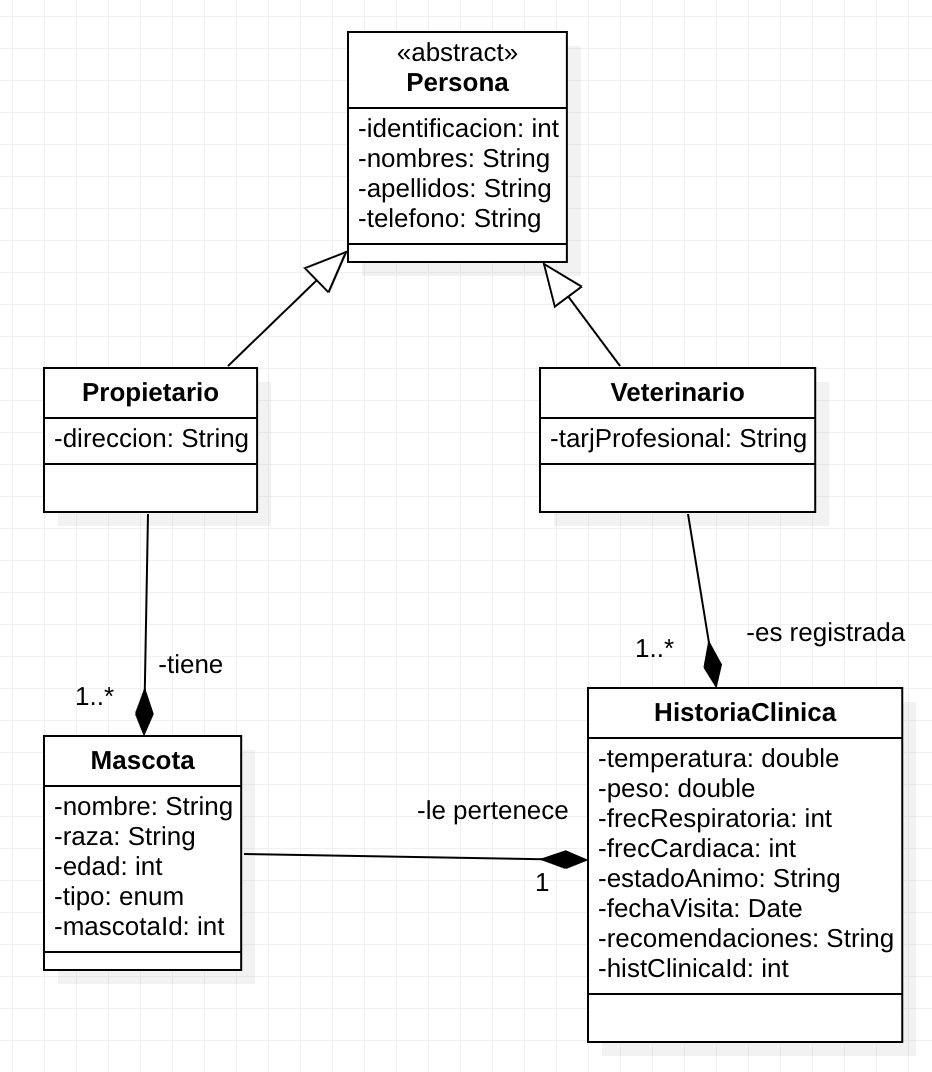 «abstract»
Persona
-identificacion: int
-nombres: String
-apellidos: String
-telefono: String
Propietario
-direccion: String
Veterinario
-tarjProfesional: String
-tiene
1..*
-es registrada
1..*
Mascota
-nombre: String
-raza: String
-edad: int
-tipo: enum
-mascotaId: int
-le pertenece
1
HistoriaClinica
-temperatura: double
-peso: double
-frecRespiratoria: int
-frecCardiaca: int
-estadoAnimo: String
-fechaVisita: Date
-recomendaciones: String
-histClinicaId: int